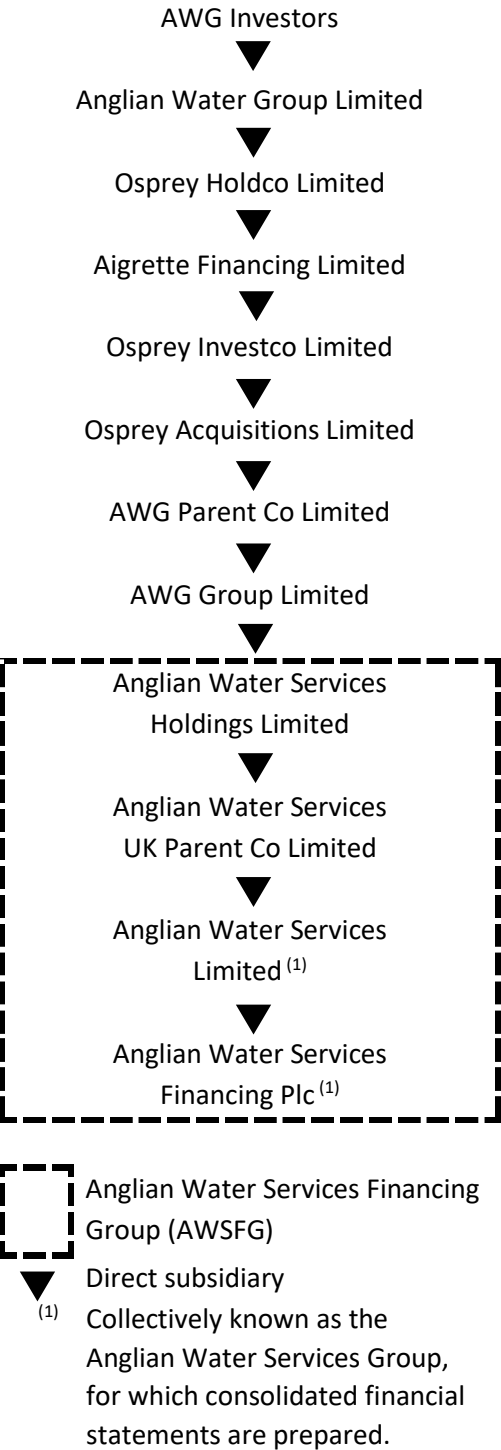 AWG Investors
Anglian Water Group Limited
Osprey Holdco Limited
Aigrette Financing Limited
Osprey Investco Limited
Osprey Acquisitions Limited
AWG Parent Co Limited
AWG Group Limited
Anglian Water Services
Holdings Limited
Anglian Water Services
UK Parent Co Limited
Anglian Water Services
Limited (1)
Anglian Water Services
Financing Plc (1)
Anglian Water Services Financing
Group (AWSFG)
Direct subsidiary
(1) Collectively known as the
Anglian Water Services Group,
for which consolidated financial
statements are prepared.